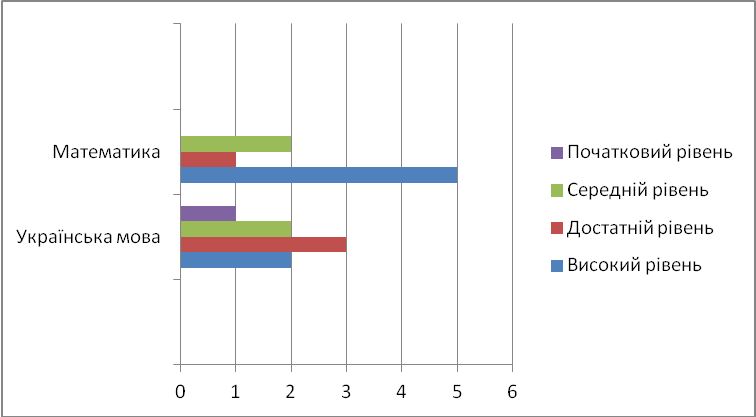 Математика
Українська мова
0 1 2 3 4 5 6
Початковий рівень
Середній рівень
Достатній рівень
Високий рівень